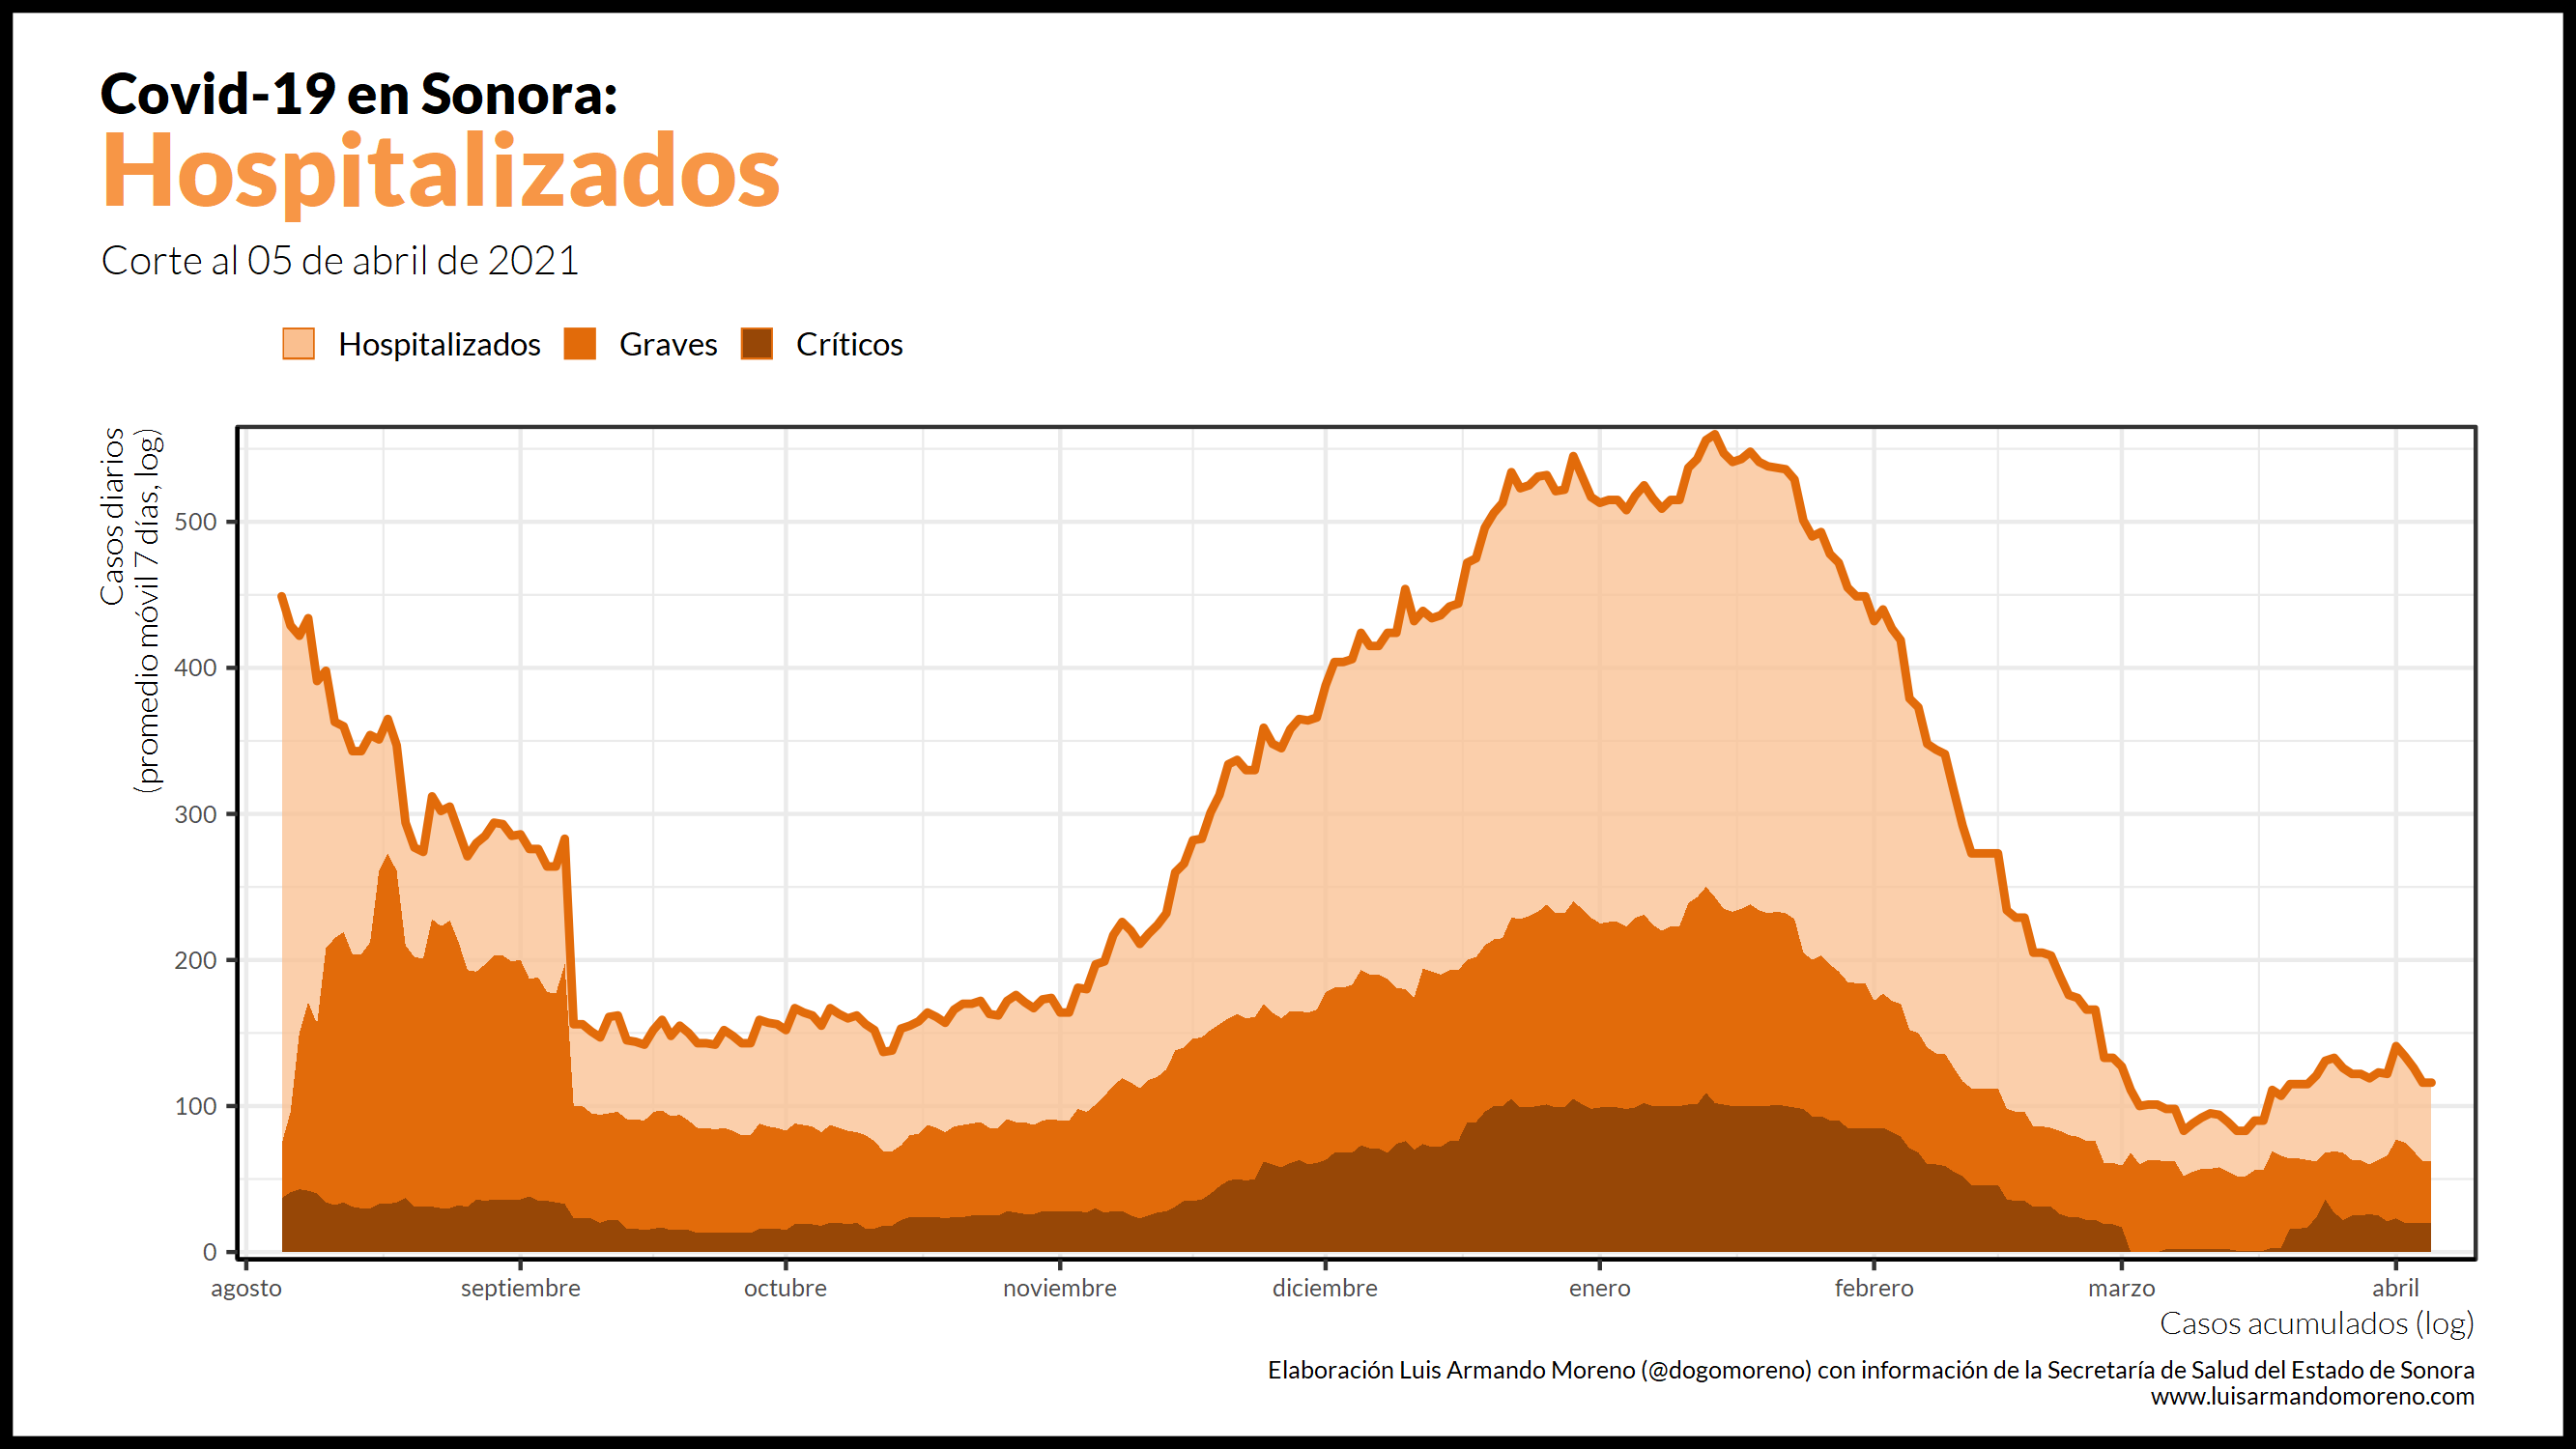 Covid-19 en Sonora:
Hospitalizados
Corte al 05 de abril de 2021
Hospitalizados
Graves
Críticos
Casos diarios
(promedio móvil 7 días, log)
500
400
300
200
100
0
agosto
septiembre
octubre
noviembre
diciembre
enero
febrero
marzo
abril
Casos acumulados (log)
Elaboración Luis Armando Moreno (@dogomoreno) con información de la Secretaría de Salud del Estado de Sonora
www.luisarmandomoreno.com